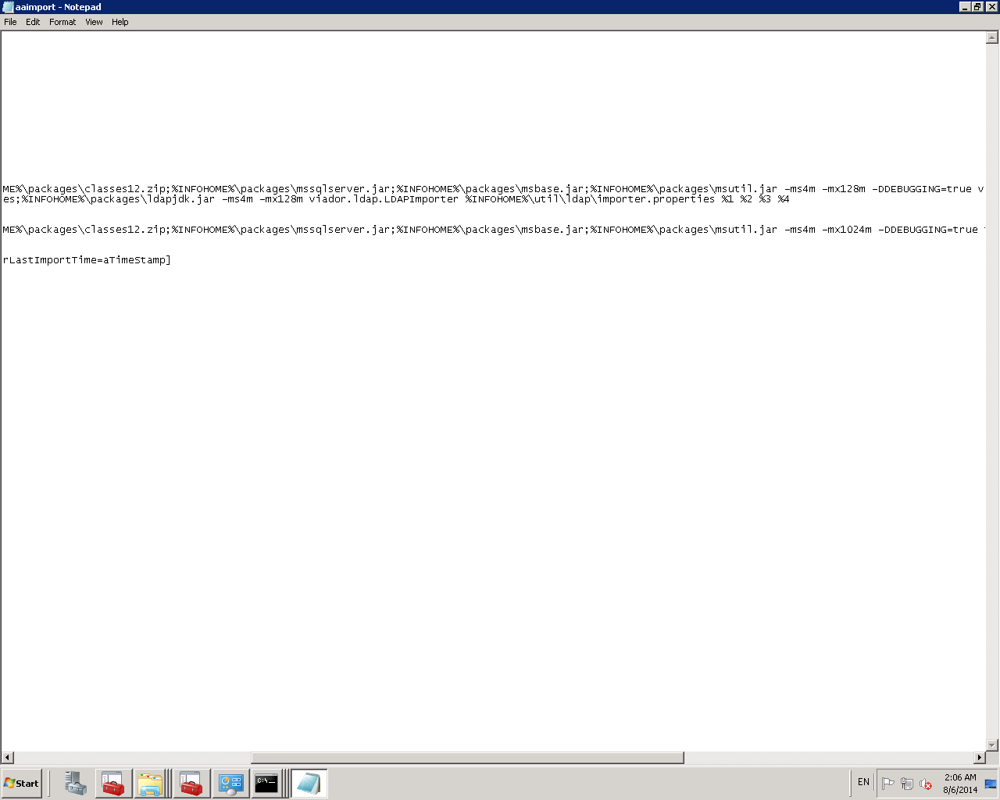 aaimport - Notepad
File Edit Format View Help
ME%\packages\classes12.zip;%INFOHOME%\packages\mssqlserver.jar;%INFOHOME%\packages\msbase.jar;%INFOHOME%\packages\msutil.jar -ms4m -mx128m -DDEBUGGING=true v
es;%INFOHOME%\packages\ldapjdk.jar -ms4m -mx128m viador.ldap.LDAPImporter %INFOHOME%\util\ldap\importer.properties %1 %2 %3 %4
ME%\packages\classes12.zip;%INFOHOME%\packages\mssqlserver.jar;%INFOHOME%\packages\msbase.jar;%INFOHOME%\packages\msutil.jar -ms4m -mx1024m -DDEBUGGING=true
rLastImportTime=aTimeStamp]
Start
C:\
EN
2:06 AM
8/6/2014